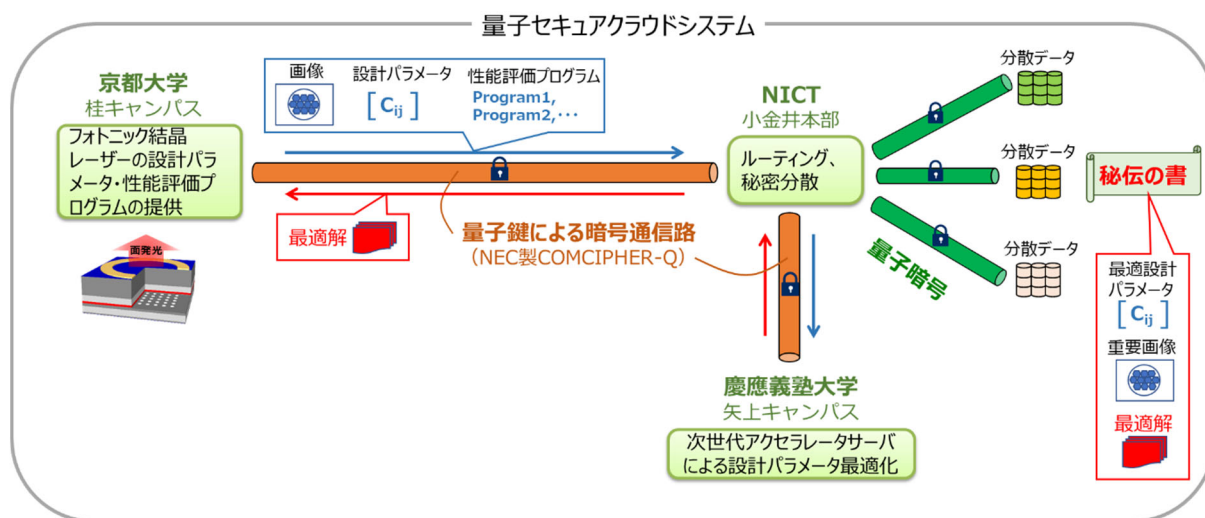 量子セキュアクラウドシステム
京都大学
桂キャンパス
フォトニック結晶
レーザーの設計パラ
メータ・性能評価プ
ログラムの提供
面発光
画像
設計パラメータ
[Cij]
性能評価プログラム
Program1,
Program2,・・・
最適解
量子鍵による暗号通信路
(NEC製COMCIPHER-Q)
NICT
小金井本部
ルーティング、
秘密分散
慶應義塾大学
矢上キャンパス
次世代アクセラレータサーバ
による設計パラメータ最適化
量子暗号
分散データ
分散データ
分散データ
秘伝の書
最適設計
パラメータ
[Cij]
重要画像
最適解